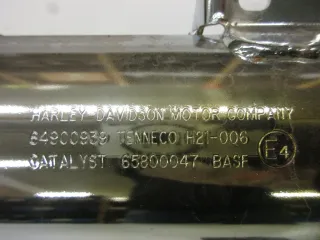 HARLEY-DAVIDSON MOTOR COMPANY
64900939 TENNECO H21-006
CATALYST 65800047 BASF E4